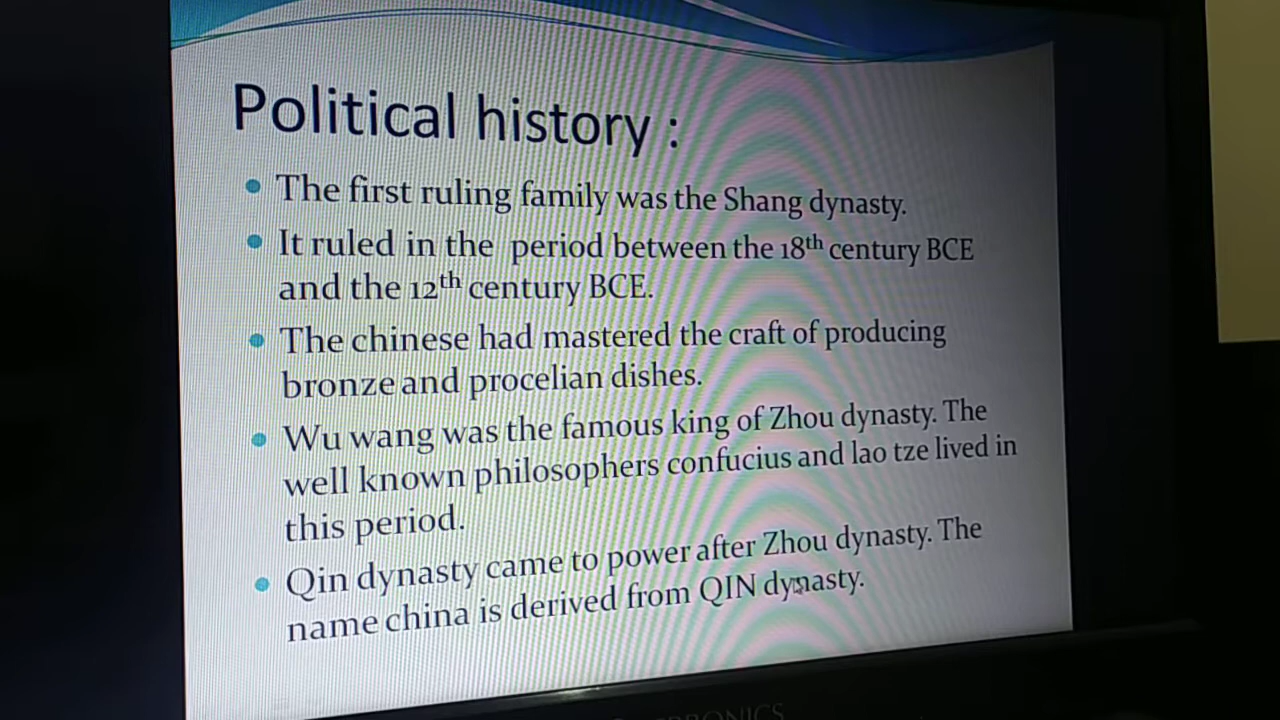 Political history :
The first ruling family was the Shang dynasty.
It ruled in the period between the 18th century BCE
and the 12th century BCE.
The chinese had mastered the craft of producing
bronze and procelian dishes.
Wu wang was the famous king of Zhou dynasty. The
well known philosophers confucius and lao tze lived in
this period.
Qin dynasty came to power after Zhou dynasty. The
name china is derived from QIN dynasty.